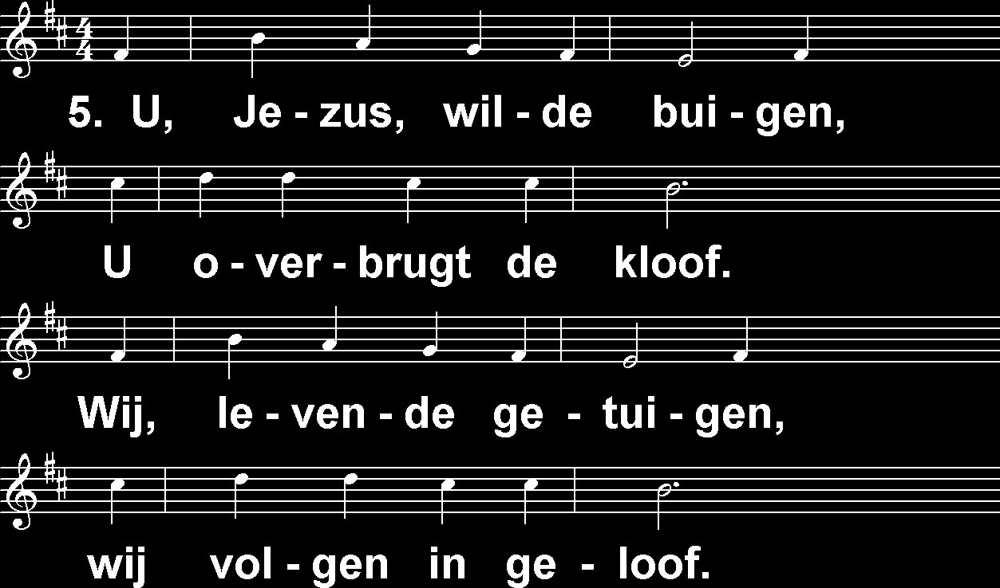 5. U, Je - zus, wil - de bui - gen,
U o - ver - brugt de kloof.
Wij, le - ven - de ge - tui - gen,
wij vol - gen in ge - loof.